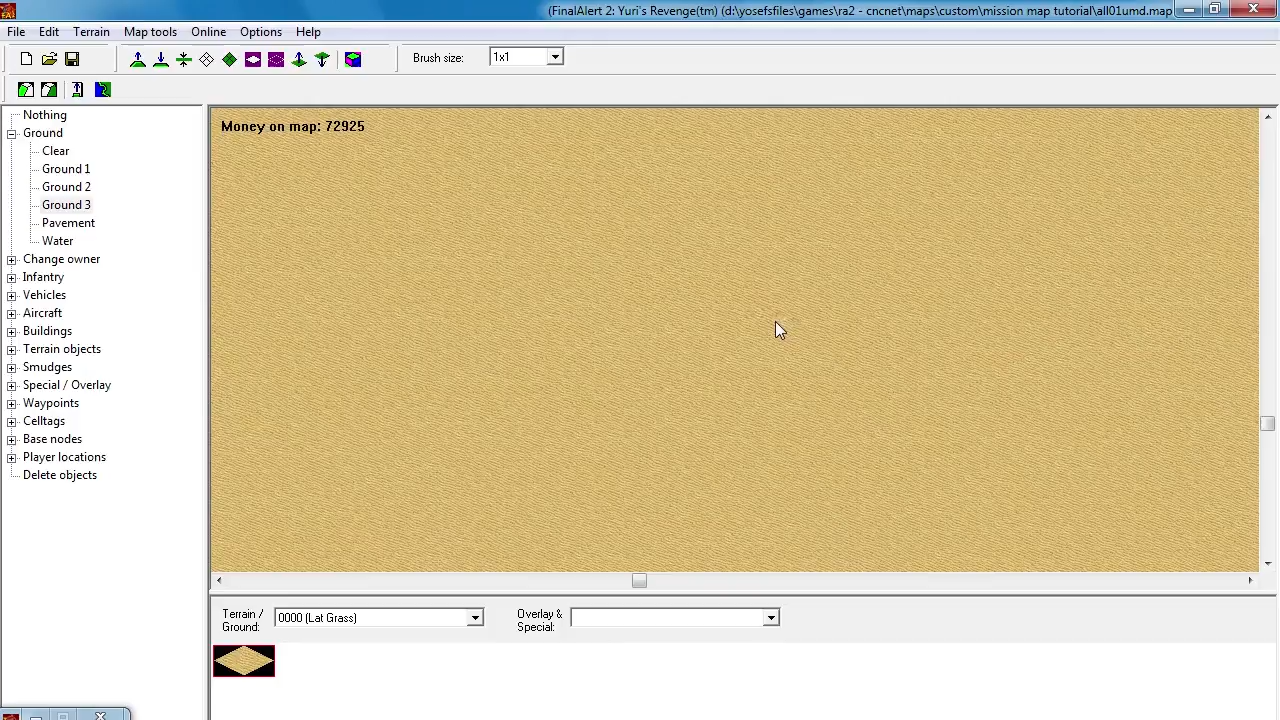 (FinalAlert 2: Yuri's Revenge(tm) (d:\yosefsfiles\games\ra2 - cncnet\maps\custom\mission map tutorial\all01umd.map
File Edit Terrain Map tools Online Options Help
Brush size: 1x1
Nothing
Ground
Clear
Ground 1
Ground 2
Ground 3
Pavement
Water
Change owner
Infantry
Vehicles
Aircraft
Buildings
Terrain objects
Smudges
Special / Overlay
Waypoints
Celltags
Base nodes
Player locations
Delete objects
Money on map: 72925
Terrain / Ground: 0000 (Lat Grass)
Overlay & Special: